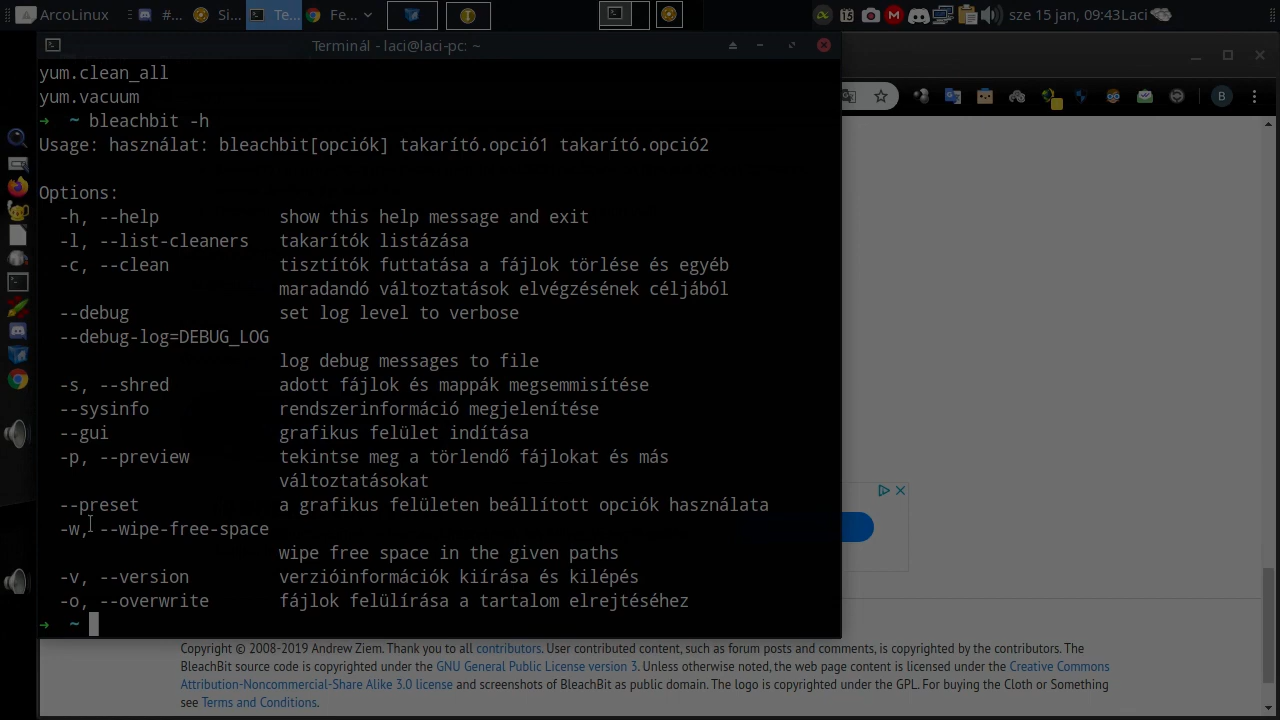 ArcoLinux
#...
Si...
Te...
Fe...
sze 15 jan, 09:43
Laci
Terminál - laci@laci-pc: ~
yum.clean_all
yum.vacuum
➜ ~ bleachbit -h
Usage: használat: bleachbit[opciók] takarító.opció1 takarító.opció2
Options:
-h, --help show this help message and exit
-l, --list-cleaners takarítók listázása
-c, --clean tisztítók futtatása a fájlok törlése és egyéb
maradandó változtatások elvégzésének céljából
--debug set log level to verbose
--debug-log=DEBUG_LOG
log debug messages to file
-s, --shred adott fájlok és mappák megsemmisítése
--sysinfo rendszerinformáció megjelenítése
--gui grafikus felület indítása
-p, --preview tekintse meg a törlendő fájlokat és más
változtatásokat
--preset a grafikus felületen beállított opciók használata
-w, --wipe-free-space
wipe free space in the given paths
-v, --version verzióinformációk kiírása és kilépés
-o, --overwrite fájlok felülírása a tartalom elrejtéséhez
➜ ~
B
Copyright © 2008-2019 Andrew Ziem. Thank you to all contributors. User contributed content, such as forum posts and comments, is copyrighted by the contributors. The
BleachBit source code is copyrighted under the GNU General Public License version 3. Unless otherwise noted, the web page content is licensed under the Creative Commons
Attribution-Noncommercial-Share Alike 3.0 license and screenshots of BleachBit as public domain. The logo is copyrighted under the GPL. For buying the Cloth or Something
see Terms and Conditions.